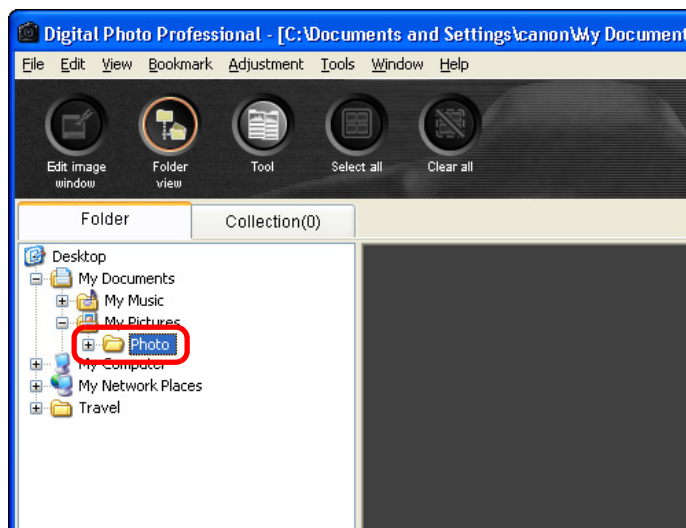 Digital Photo Professional - [C:\Documents and Settings\canon\My Document
File Edit View Bookmark Adjustment Tools Window Help
Edit image window
Folder view
Tool
Select all
Clear all
Folder
Collection(0)
Desktop
My Documents
My Music
My Pictures
Photo
My Computer
My Network Places
Travel